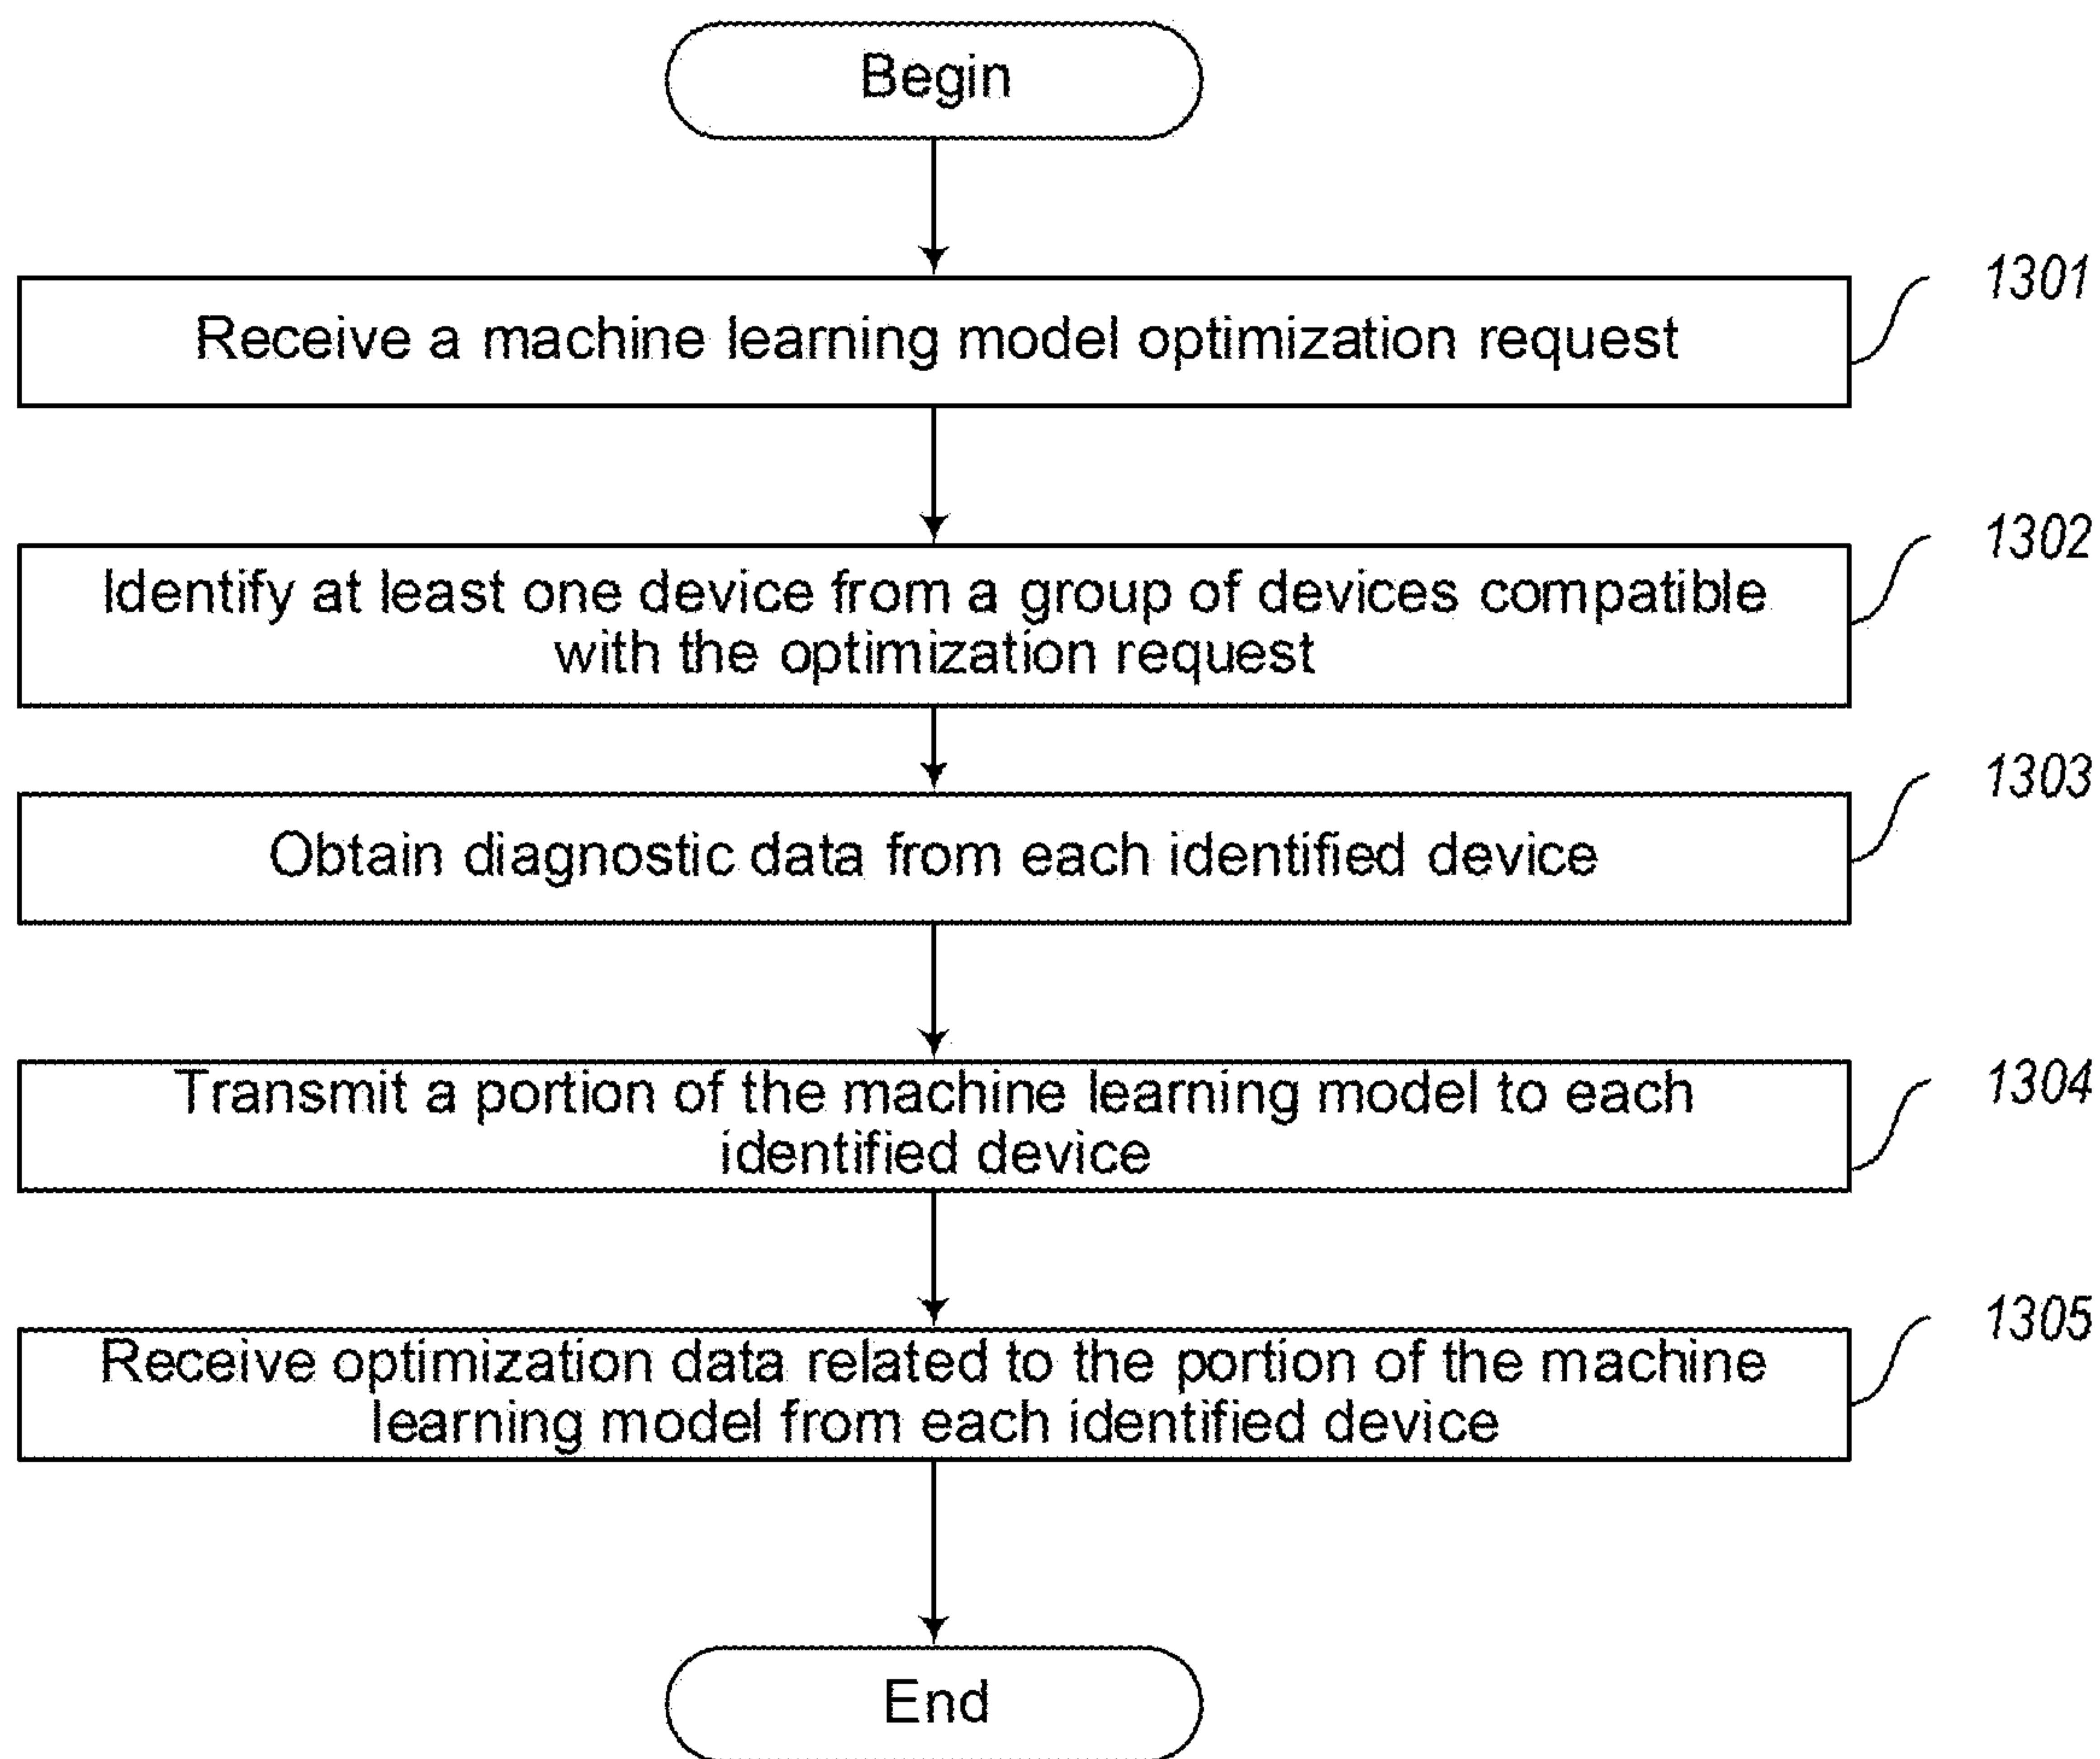 Begin
1301
Receive a machine learning model optimization request
1302
Identify at least one device from a group of devices compatible
with the optimization request
1303
Obtain diagnostic data from each identified device
1304
Transmit a portion of the machine learning model to each
identified device
1305
Receive optimization data related to the portion of the machine
learning model from each identified device
End